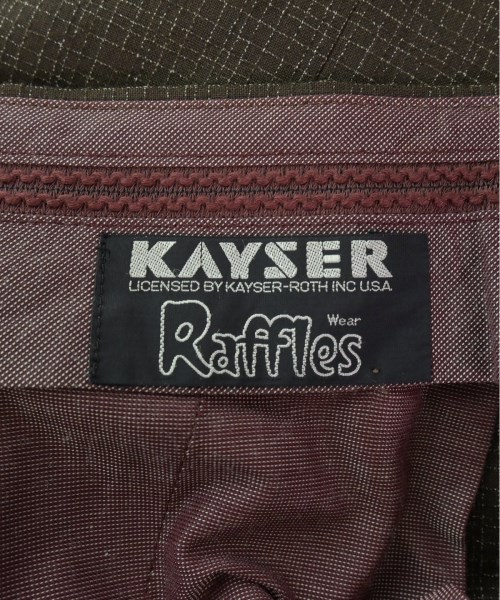 KAYSER
LICENSED BY KAYSER-ROTH INC U.S.A.
Raffles Wear